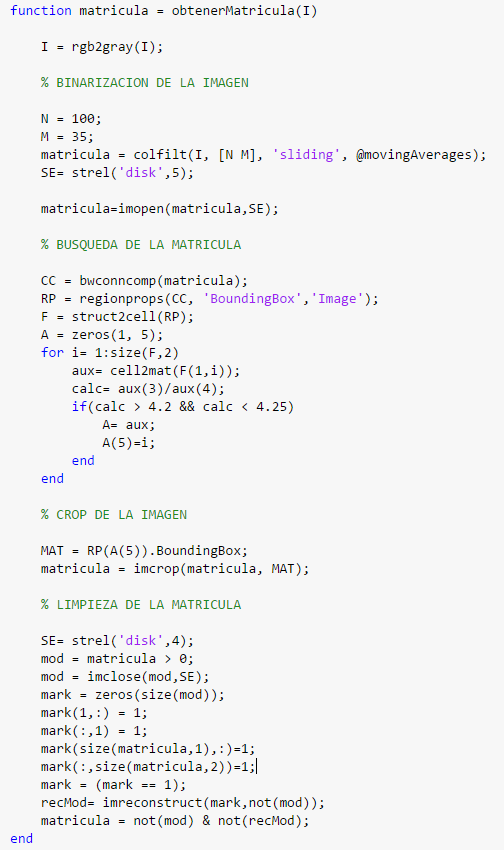 function matricula = obtenerMatricula(I)
I = rgb2gray(I);
% BINARIZACION DE LA IMAGEN
N = 100;
M = 35;
matricula = colfilt(I, [N M], 'sliding', @movingAverages);
SE= strel('disk',5);
matricula=imopen(matricula,SE);
% BUSQUEDA DE LA MATRICULA
CC = bwconncomp(matricula);
RP = regionprops(CC, 'BoundingBox','Image');
F = struct2cell(RP);
A = zeros(1, 5);
for i= 1:size(F,2)
aux= cell2mat(F(1,i));
calc= aux(3)/aux(4);
if(calc > 4.2 && calc < 4.25)
A= aux;
A(5)=i;
end
end
% CROP DE LA IMAGEN
MAT = RP(A(5)).BoundingBox;
matricula = imcrop(matricula, MAT);
% LIMPIEZA DE LA MATRICULA
SE= strel('disk',4);
mod = matricula > 0;
mod = imclose(mod,SE);
mark = zeros(size(mod));
mark(1,:) = 1;
mark(:,1) = 1;
mark(size(matricula,1),:)=1;
mark(:,size(matricula,2))=1;
mark = (mark == 1);
recMod= imreconstruct(mark,not(mod));
matricula = not(mod) & not(recMod);
end